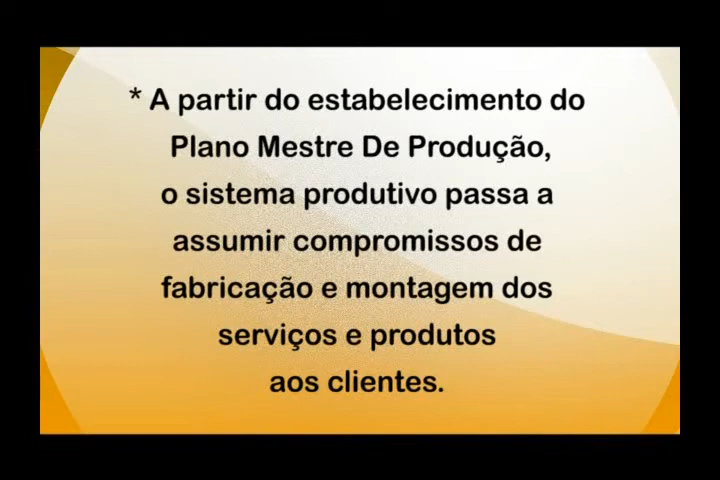 * A partir do estabelecimento do
Plano Mestre De Produção,
o sistema produtivo passa a
assumir compromissos de
fabricação e montagem dos
serviços e produtos
aos clientes.